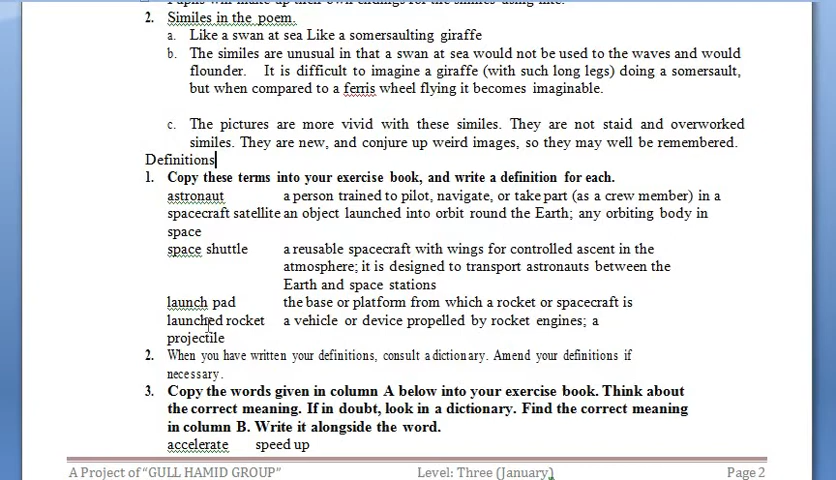 2. Similes in the poem.
a. Like a swan at sea Like a somersaulting giraffe
b. The similes are unusual in that a swan at sea would not be used to the waves and would
flounder. It is difficult to imagine a giraffe (with such long legs) doing a somersault,
but when compared to a ferris wheel flying it becomes imaginable.
c. The pictures are more vivid with these similes. They are not staid and overworked
similes. They are new, and conjure up weird images, so they may well be remembered.
Definitions
1. Copy these terms into your exercise book, and write a definition for each.
astronaut a person trained to pilot, navigate, or take part (as a crew member) in a
spacecraft satellite an object launched into orbit round the Earth; any orbiting body in
space
space shuttle a reusable spacecraft with wings for controlled ascent in the
atmosphere; it is designed to transport astronauts between the
Earth and space stations
launch pad the base or platform from which a rocket or spacecraft is
launched rocket a vehicle or device propelled by rocket engines; a
projectile
2. When you have written your definitions, consult a dictionary. Amend your definitions if
necessary.
3. Copy the words given in column A below into your exercise book. Think about
the correct meaning. If in doubt, look in a dictionary. Find the correct meaning
in column B. Write it alongside the word.
accelerate speed up
A Project of "GULL HAMID GROUP" Level: Three (January) Page 2